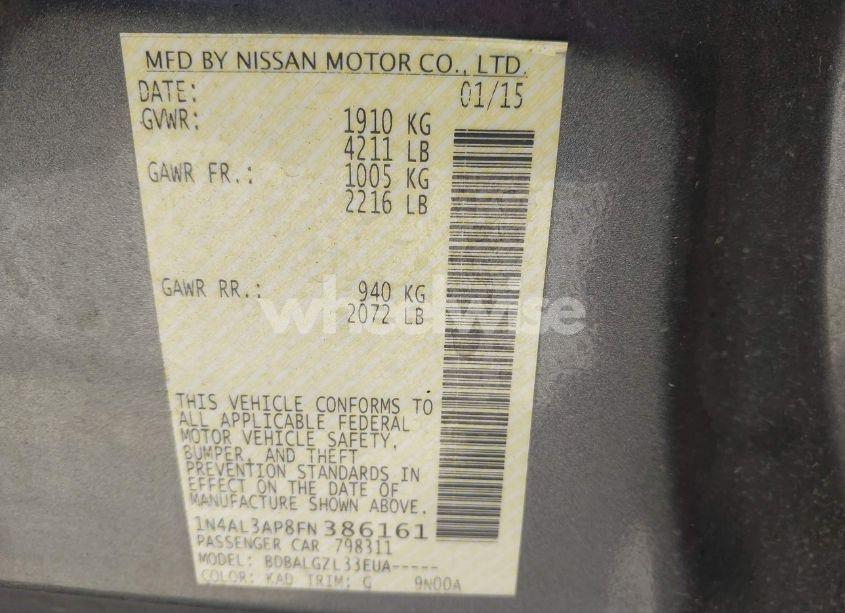 MFD BY NISSAN MOTOR CO., LTD.
DATE: 01/15
GVWR: 1910 KG
4211 LB
GAWR FR.: 1005 KG
2216 LB
GAWR RR.: 940 KG
2072 LB
wheelwise
THIS VEHICLE CONFORMS TO
ALL APPLICABLE FEDERAL
MOTOR VEHICLE SAFETY,
BUMPER, AND THEFT
PREVENTION STANDARDS IN
EFFECT ON THE DATE OF
MANUFACTURE SHOWN ABOVE.
1N4AL3AP8FN386161
PASSENGER CAR 798311
MODEL: BDBALGZL33EUA-----
COLOR: KAD TRIM: G 9N00A